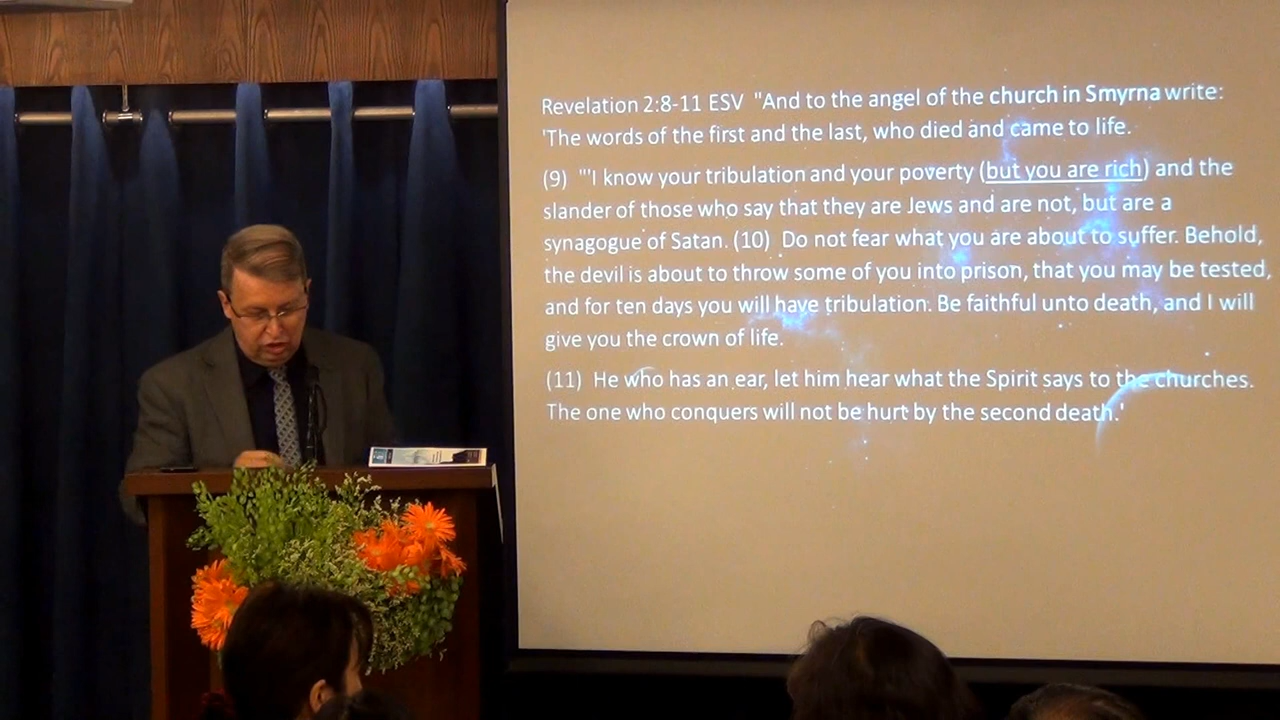 Revelation 2:8-11 ESV "And to the angel of the church in Smyrna write:
'The words of the first and the last, who died and came to life.
(9) "'I know your tribulation and your poverty (but you are rich) and the
slander of those who say that they are Jews and are not, but are a
synagogue of Satan. (10) Do not fear what you are about to suffer. Behold,
the devil is about to throw some of you into prison, that you may be tested,
and for ten days you will have tribulation. Be faithful unto death, and I will
give you the crown of life.
(11) He who has an ear, let him hear what the Spirit says to the churches.
The one who conquers will not be hurt by the second death.'